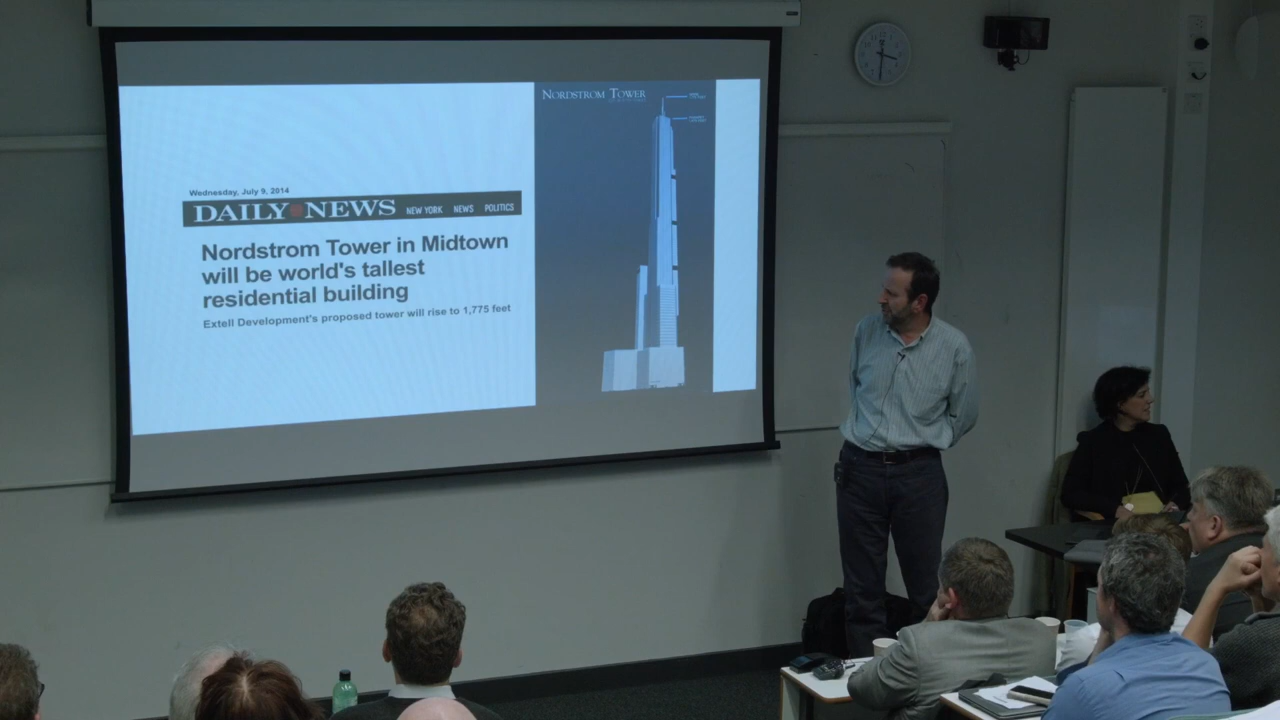 Wednesday, July 9, 2014
DAILY NEWS NEW YORK NEWS POLITICS
Nordstrom Tower in Midtown
will be world's tallest
residential building
Extell Development's proposed tower will rise to 1,775 feet
NORDSTROM TOWER